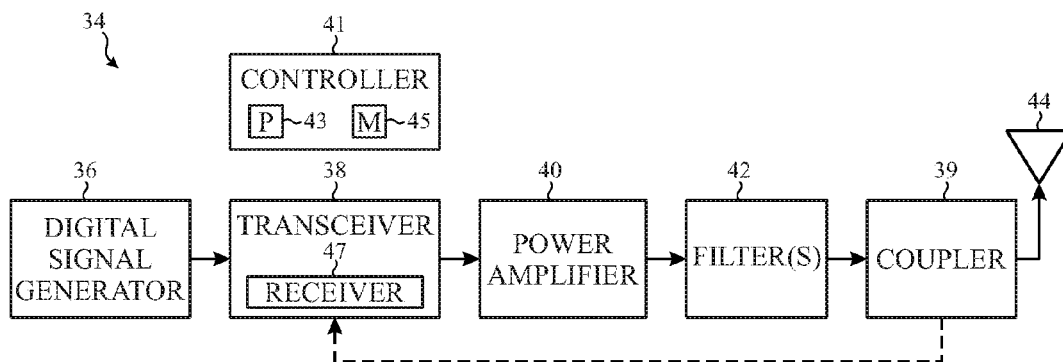 34
41
CONTROLLER
P 43 M 45
44
36
DIGITAL
SIGNAL
GENERATOR
38
TRANSCEIVER
47
RECEIVER
40
POWER
AMPLIFIER
42
FILTER(S)
39
COUPLER